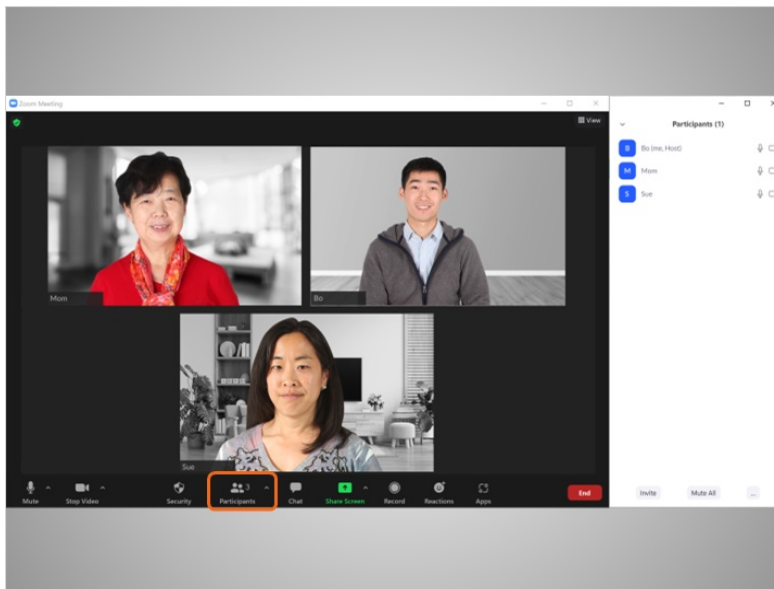 Zoom Meeting
View
Participants (1)
B Bo (me, Host)
M Mom
S Sue
Mom
Bo
Sue
Mute
Stop Video
Security
3
Participants
Chat
Share Screen
Record
Reactions
Apps
End
Invite
Mute All
...